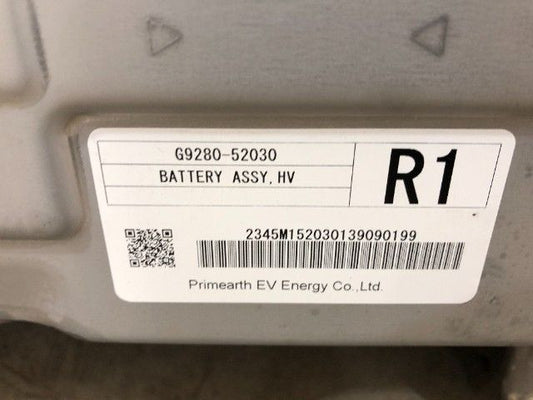 G9280-52030
BATTERY ASSY,HV
R1
2345M152030139090199
Primearth EV Energy Co.,Ltd.